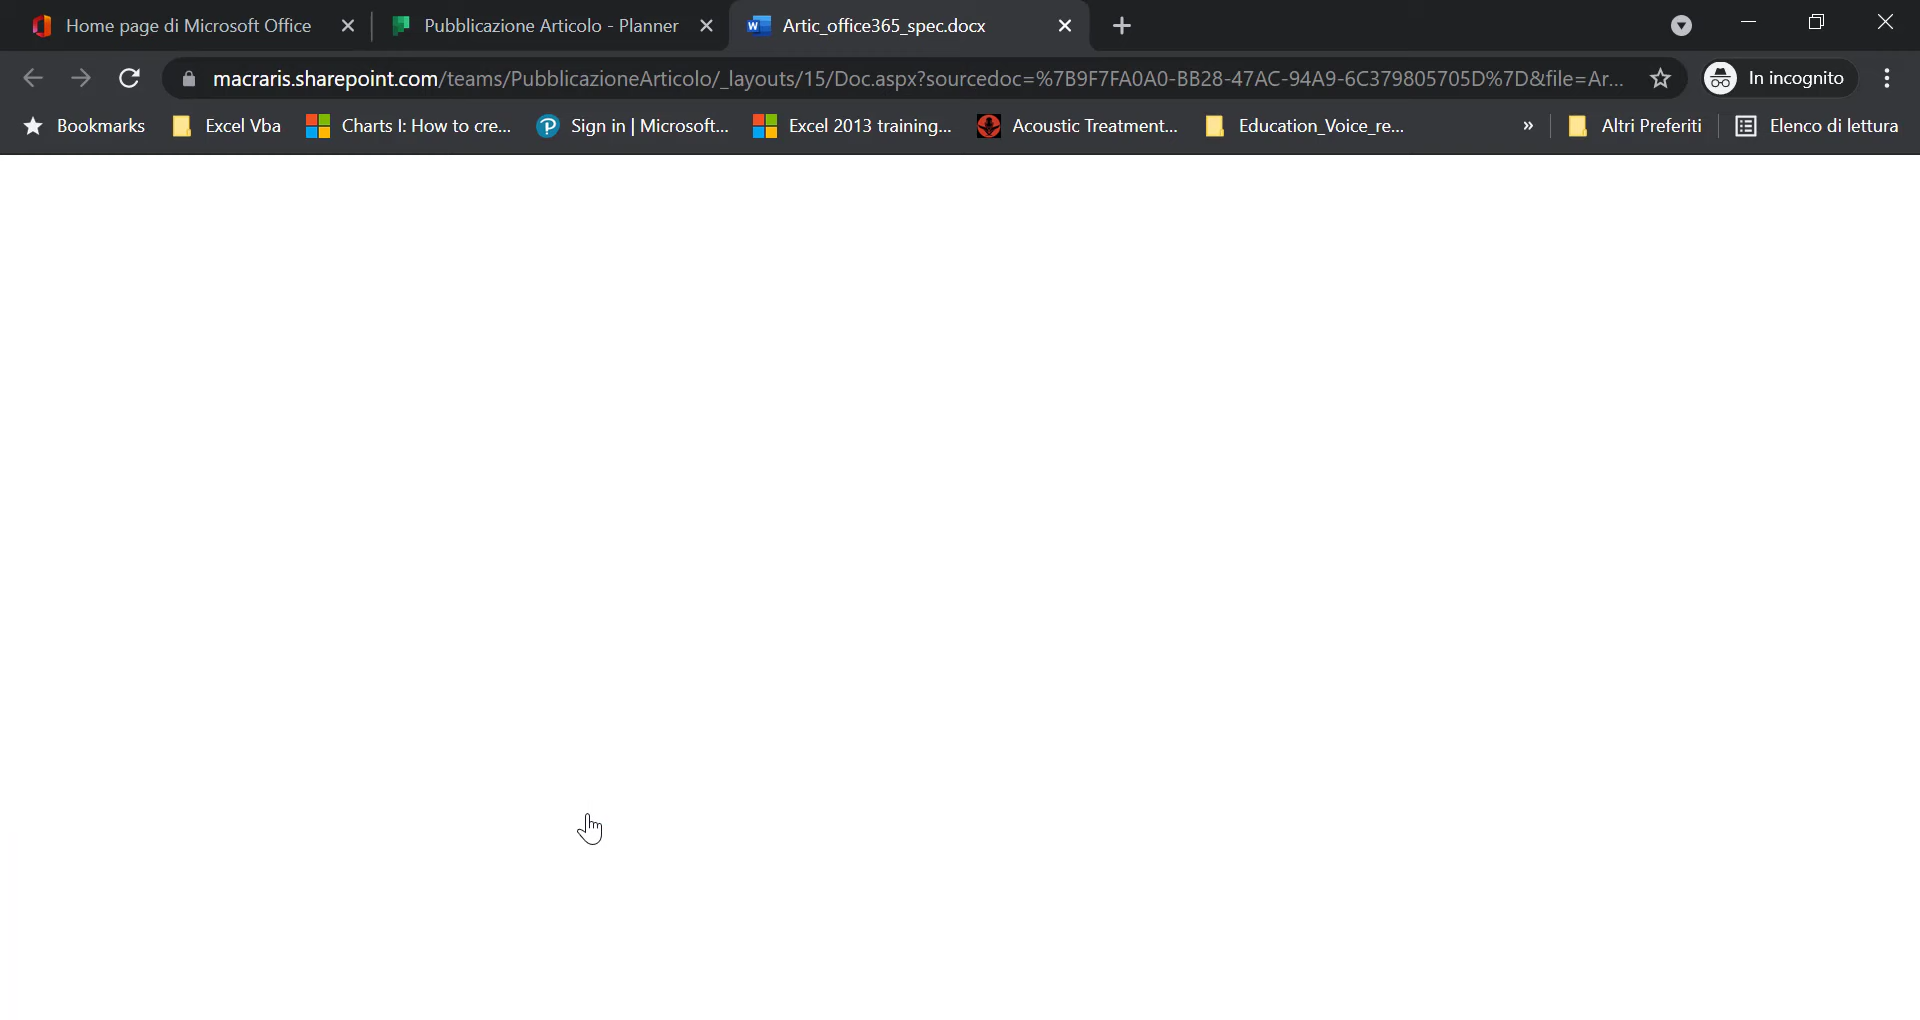 Home page di Microsoft Office
Pubblicazione Articolo - Planner
Artic_office365_spec.docx
macraris.sharepoint.com/teams/PubblicazioneArticolo/_layouts/15/Doc.aspx?sourcedoc=%7B9F7FA0A0-BB28-47AC-94A9-6C379805705D%7D&file=Ar...
In incognito
Bookmarks
Excel Vba
Charts I: How to cre...
Sign in | Microsoft...
Excel 2013 training...
Acoustic Treatment...
Education_Voice_re...
»
Altri Preferiti
Elenco di lettura